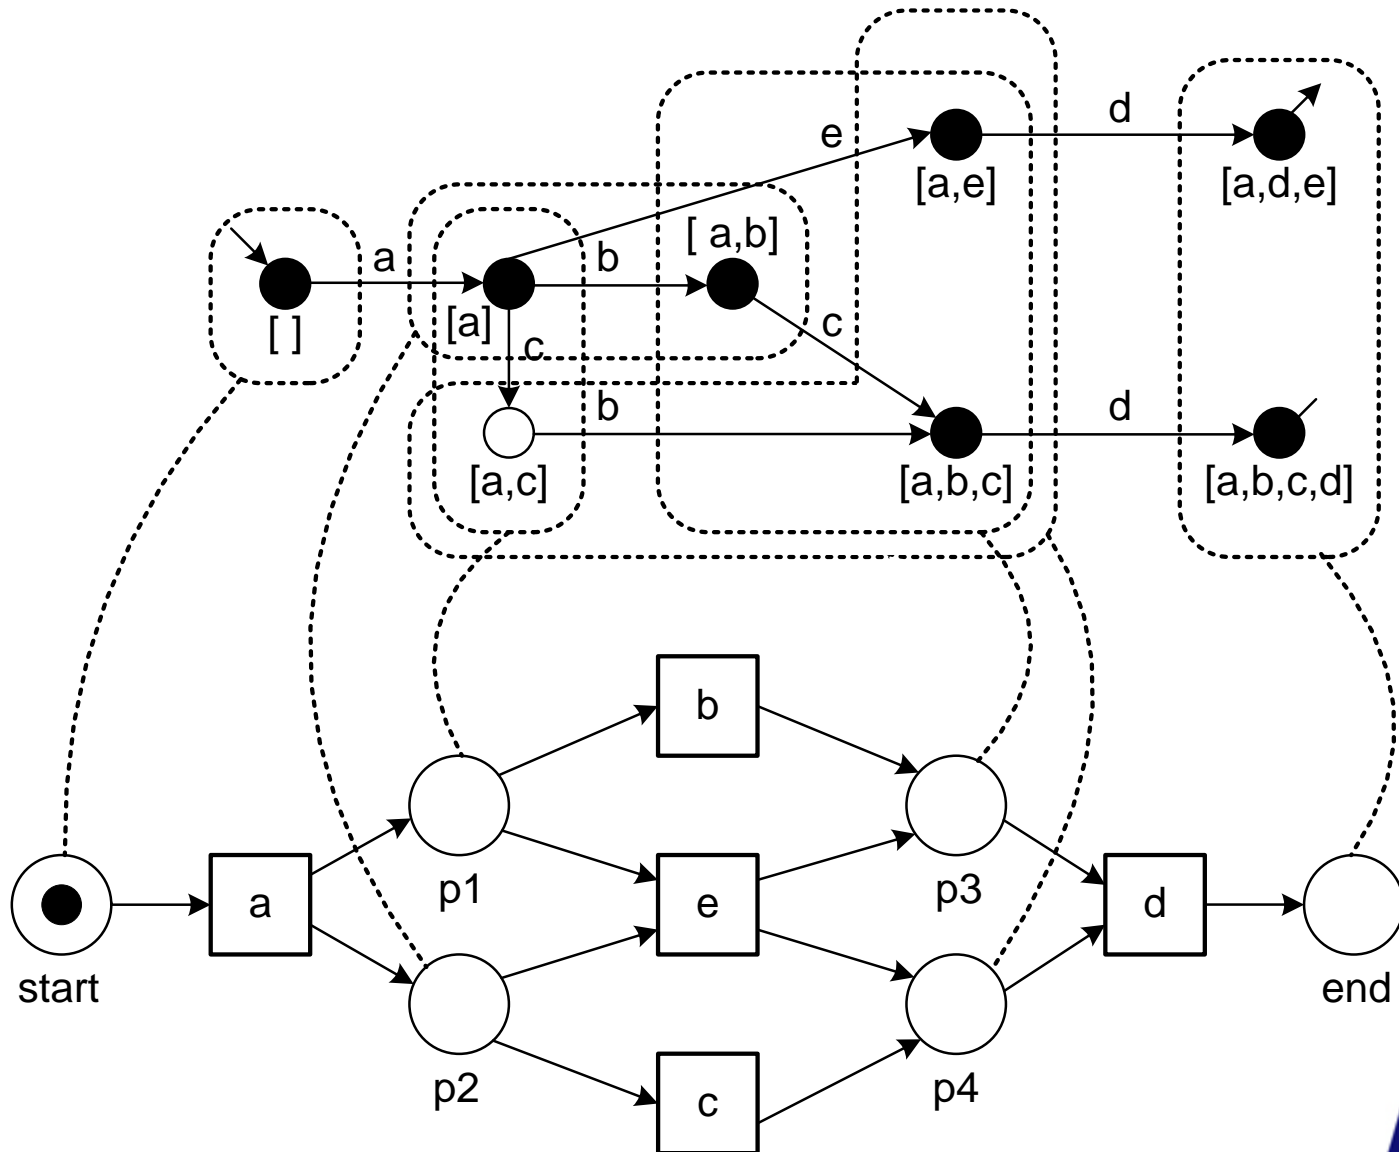 e
d
[a,e]
[a,d,e]
[ a,b]
a
b
[ ]
[a]
c
c
b
d
[a,c]
[a,b,c]
[a,b,c,d]
b
p1
p3
a
e
d
start
end
p2
p4
c